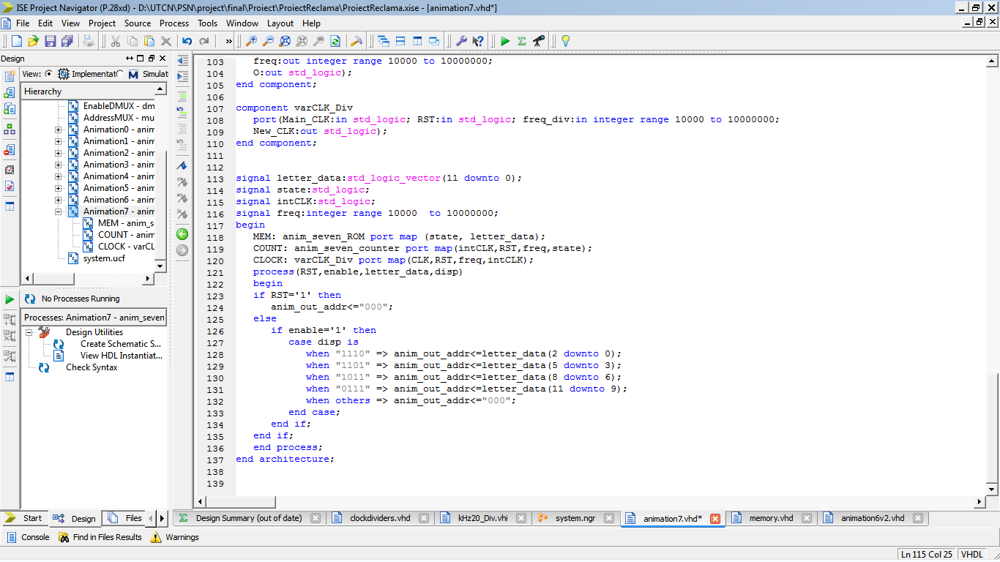 ISE Project Navigator (P.28xd) - D:\UTCN\PSN\project\final\Proiect\ProiectReclama\ProiectReclama.xise - [animation7.vhd*]
File Edit View Project Source Process Tools Window Layout Help
»
Design
View: Implementat Simulat
Hierarchy
EnableDMUX - dm
AddressMUX - mu
Animation0 - anim
Animation1 - anim
Animation2 - anim
Animation3 - anim
Animation4 - anim
Animation5 - anim
Animation6 - anim
Animation7 - anim
MEM - anim_s
COUNT - anim
CLOCK - varCL
system.ucf
No Processes Running
Processes: Animation7 - anim_seven
Design Utilities
Create Schematic S...
View HDL Instantiat...
Check Syntax
103 freq:out integer range 10000 to 10000000;
104 O:out std_logic);
105 end component;
106
107 component varCLK_Div
108 port(Main_CLK:in std_logic; RST:in std_logic; freq_div:in integer range 10000 to 10000000;
109 New_CLK:out std_logic);
110 end component;
111
112
113 signal letter_data:std_logic_vector(11 downto 0);
114 signal state:std_logic;
115 signal intCLK:std_logic;
116 signal freq:integer range 10000  to 10000000;
117 begin
118 MEM: anim_seven_ROM port map (state, letter_data);
119 COUNT: anim_seven_counter port map(intCLK,RST,freq,state);
120 CLOCK: varCLK_Div port map(CLK,RST,freq,intCLK);
121 process(RST,enable,letter_data,disp)
122 begin
123 if RST='1' then
124 anim_out_addr<="000";
125 else
126 if enable='1' then
127 case disp is
128 when "1110" => anim_out_addr<=letter_data(2 downto 0);
129 when "1101" => anim_out_addr<=letter_data(5 downto 3);
130 when "1011" => anim_out_addr<=letter_data(8 downto 6);
131 when "0111" => anim_out_addr<=letter_data(11 downto 9);
132 when others => anim_out_addr<="000";
133 end case;
134 end if;
135 end if;
136 end process;
137 end architecture;
138
139
Start Design Files
Design Summary (out of date) clockdividers.vhd kHz20_Div.vhi system.ngr animation7.vhd* memory.vhd animation6v2.vhd
Console Find in Files Results Warnings
Ln 115 Col 25 VHDL